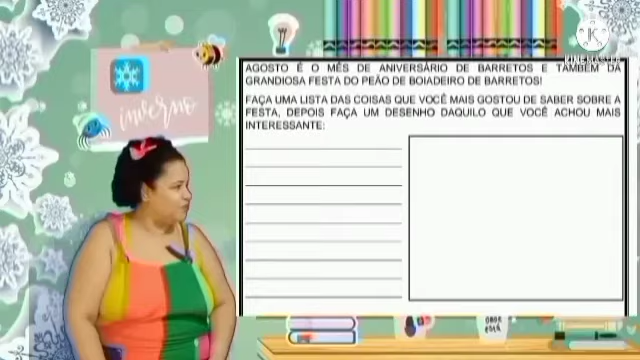 KINEMASTER
inverno
AGOSTO É O MÊS DE ANIVERSÁRIO DE BARRETOS E TAMBÉM DA
GRANDIOSA FESTA DO PEÃO DE BOIADEIRO DE BARRETOS!
FAÇA UMA LISTA DAS COISAS QUE VOCÊ MAIS GOSTOU DE SABER SOBRE A
FESTA, DEPOIS FAÇA UM DESENHO DAQUILO QUE VOCÊ ACHOU MAIS
INTERESSANTE: